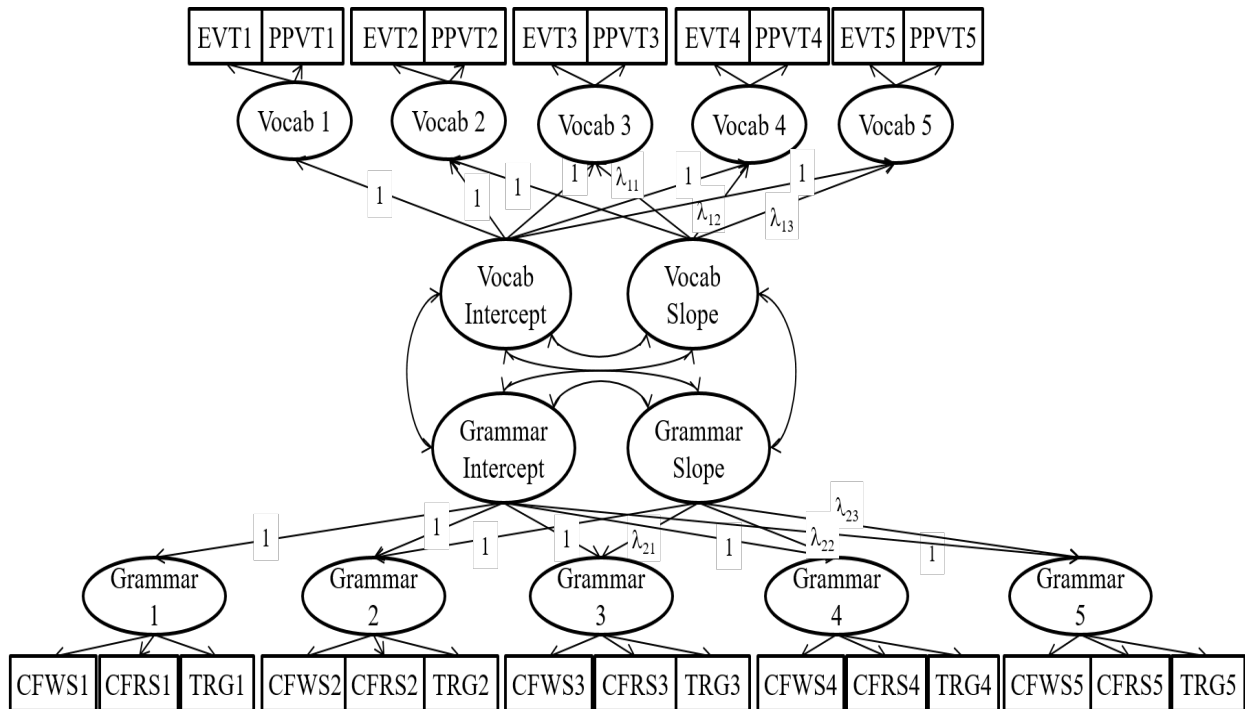 EVT1 PPVT1 EVT2 PPVT2 EVT3 PPVT3 EVT4 PPVT4 EVT5 PPVT5
Vocab 1 Vocab 2 Vocab 3 Vocab 4 Vocab 5
1 1 1 1 λ11 1 λ12 1 λ13
Vocab
Intercept
Vocab
Slope
Grammar
Intercept
Grammar
Slope
1 1 1 1 λ21 1 λ22 λ23 1
Grammar
1
Grammar
2
Grammar
3
Grammar
4
Grammar
5
CFWS1 CFRS1 TRG1 CFWS2 CFRS2 TRG2 CFWS3 CFRS3 TRG3 CFWS4 CFRS4 TRG4 CFWS5 CFRS5 TRG5